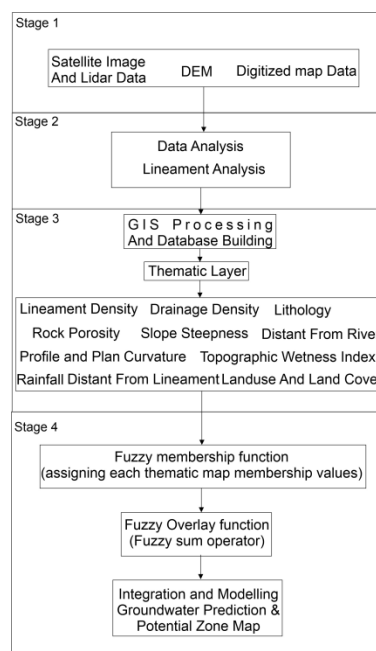 Stage 1
Satellite Image DEM Digitized map Data
And Lidar Data
Stage 2
Data Analysis
Lineament Analysis
Stage 3
GIS Processing
And Database Building
Thematic Layer
Lineament Density Drainage Density Lithology
Rock Porosity Slope Steepness Distant From River
Profile and Plan Curvature Topographic Wetness Index
Rainfall Distant From Lineament Landuse And Land Cove
Stage 4
Fuzzy membership function
(assigning each thematic map membership values)
Fuzzy Overlay function
(Fuzzy sum operator)
Integration and Modelling
Groundwater Prediction &
Potential Zone Map